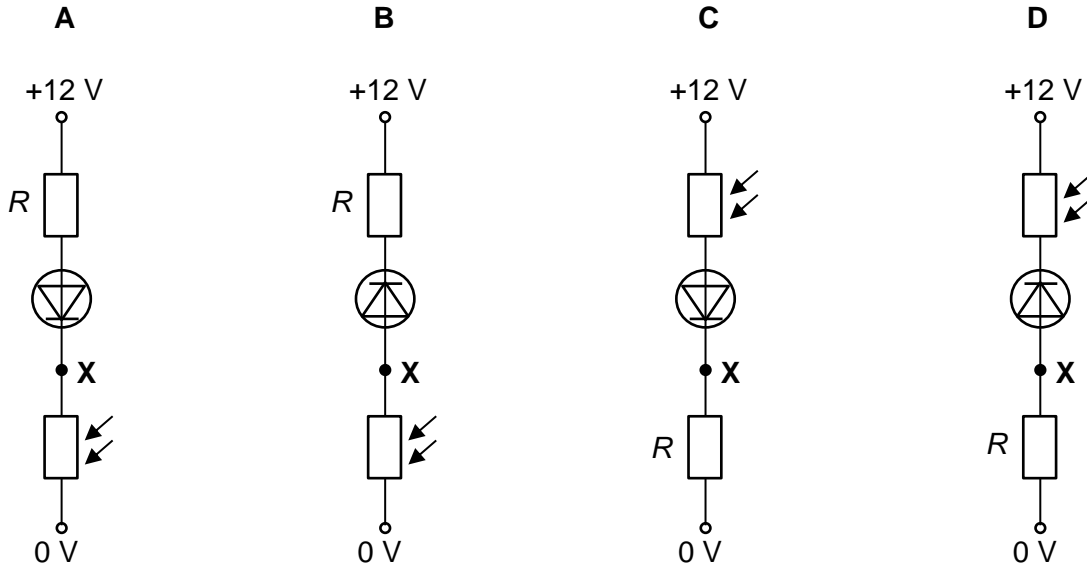 A B C D
+12 V +12 V +12 V +12 V
R R
X X X X
R R
0 V 0 V 0 V 0 V